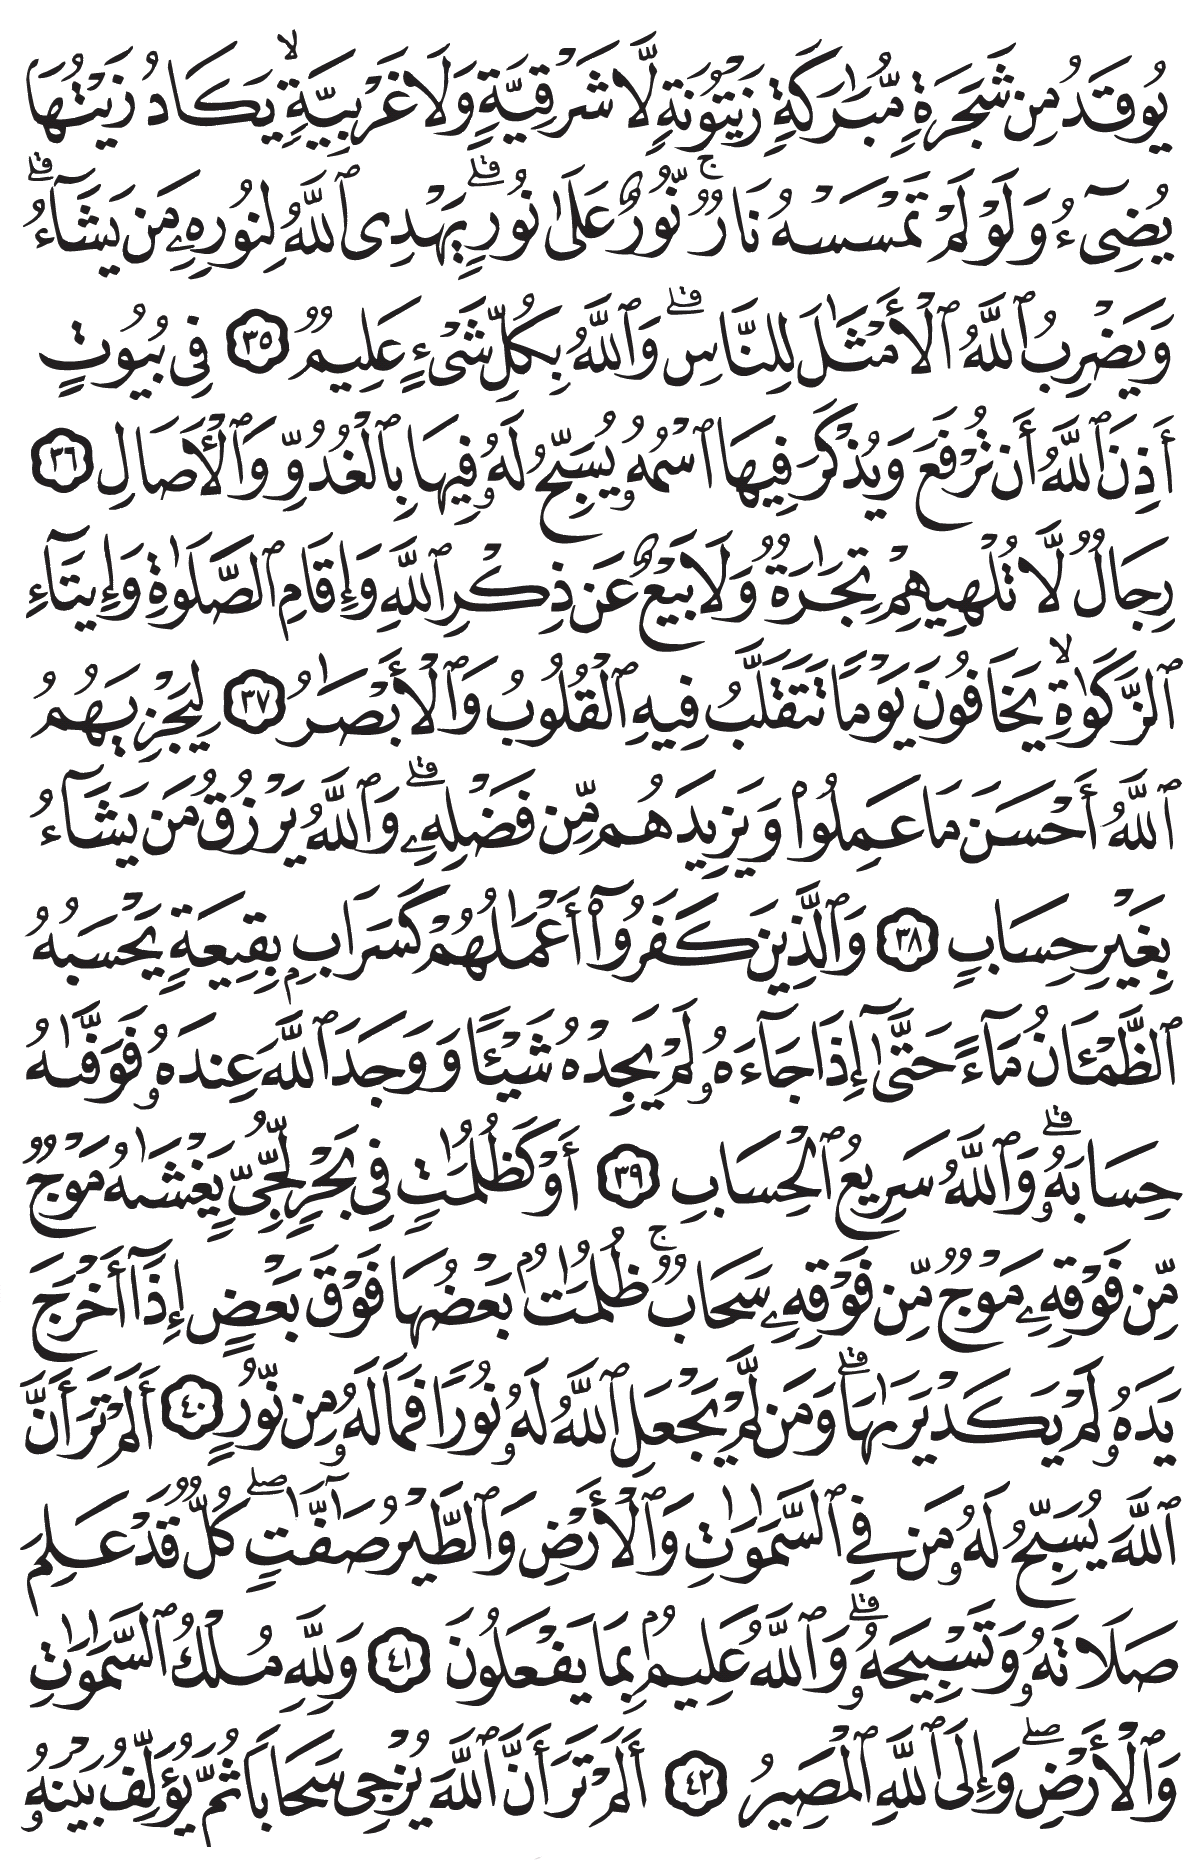 يُوقَدُ مِن شَجَرَةٍ مُّبَٰرَكَةٍ زَيْتُونَةٍ لَّا شَرْقِيَّةٍ وَلَا غَرْبِيَّةٍۙ يَكَادُ زَيْتُهَا
يُضِىٓءُ وَلَوْ لَمْ تَمْسَسْهُ نَارٌۚ نُّورٌ عَلَىٰ نُورٍۗ يَهْدِى ٱللَّهُ لِنُورِهِۦ مَن يَشَآءُۗ
وَيَضْرِبُ ٱللَّهُ ٱلْأَمْثَٰلَ لِلنَّاسِۗ وَٱللَّهُ بِكُلِّ شَىْءٍ عَلِيمٌ ٣٥ فِى بُيُوتٍ
أَذِنَ ٱللَّهُ أَن تُرْفَعَ وَيُذْكَرَ فِيهَا ٱسْمُهُۥ يُسَبِّحُ لَهُۥ فِيهَا بِٱلْغُدُوِّ وَٱلْأَصَالِ ٣٦
رِجَالٌ لَّا تُلْهِيهِمْ تِجَٰرَةٌ وَلَا بَيْعٌ عَن ذِكْرِ ٱللَّهِ وَإِقَامِ ٱلصَّلَوٰةِ وَإِيتَآءِ
ٱلزَّكَوٰةِۙ يَخَافُونَ يَوْمًا تَتَقَلَّبُ فِيهِ ٱلْقُلُوبُ وَٱلْأَبْصَٰرُ ٣٧ لِيَجْزِيَهُمُ
ٱللَّهُ أَحْسَنَ مَا عَمِلُوا۟ وَيَزِيدَهُم مِّن فَضْلِهِۦۗ وَٱللَّهُ يَرْزُقُ مَن يَشَآءُ
بِغَيْرِ حِسَابٍ ٣٨ وَٱلَّذِينَ كَفَرُوٓا۟ أَعْمَٰلُهُمْ كَسَرَابِۭ بِقِيعَةٍ يَحْسَبُهُ
ٱلظَّمْـَٔانُ مَآءً حَتَّىٰٓ إِذَا جَآءَهُۥ لَمْ يَجِدْهُ شَيْـًٔا وَوَجَدَ ٱللَّهَ عِندَهُۥ فَوَفَّىٰهُ
حِسَابَهُۥۗ وَٱللَّهُ سَرِيعُ ٱلْحِسَابِ ٣٩ أَوْ كَظُلُمَٰتٍ فِى بَحْرٍ لُّجِّىٍّ يَغْشَىٰهُ مَوْجٌ
مِّن فَوْقِهِۦ مَوْجٌ مِّن فَوْقِهِۦ سَحَابٌۚ ظُلُمَٰتٌۢ بَعْضُهَا فَوْقَ بَعْضٍ إِذَآ أَخْرَجَ
يَدَهُۥ لَمْ يَكَدْ يَرَىٰهَاۗ وَمَن لَّمْ يَجْعَلِ ٱللَّهُ لَهُۥ نُورًا فَمَا لَهُۥ مِن نُّورٍ ٤٠ أَلَمْ تَرَ أَنَّ
ٱللَّهَ يُسَبِّحُ لَهُۥ مَن فِى ٱلسَّمَٰوَٰتِ وَٱلْأَرْضِ وَٱلطَّيْرُ صَٰٓفَّٰتٍۖ كُلٌّ قَدْ عَلِمَ
صَلَاتَهُۥ وَتَسْبِيحَهُۥۗ وَٱللَّهُ عَلِيمٌۢ بِمَا يَفْعَلُونَ ٤١ وَلِلَّهِ مُلْكُ ٱلسَّمَٰوَٰتِ
وَٱلْأَرْضِۖ وَإِلَى ٱللَّهِ ٱلْمَصِيرُ ٤٢ أَلَمْ تَرَ أَنَّ ٱللَّهَ يُزْجِى سَحَابًا ثُمَّ يُؤَلِّفُ بَيْنَهُۥ